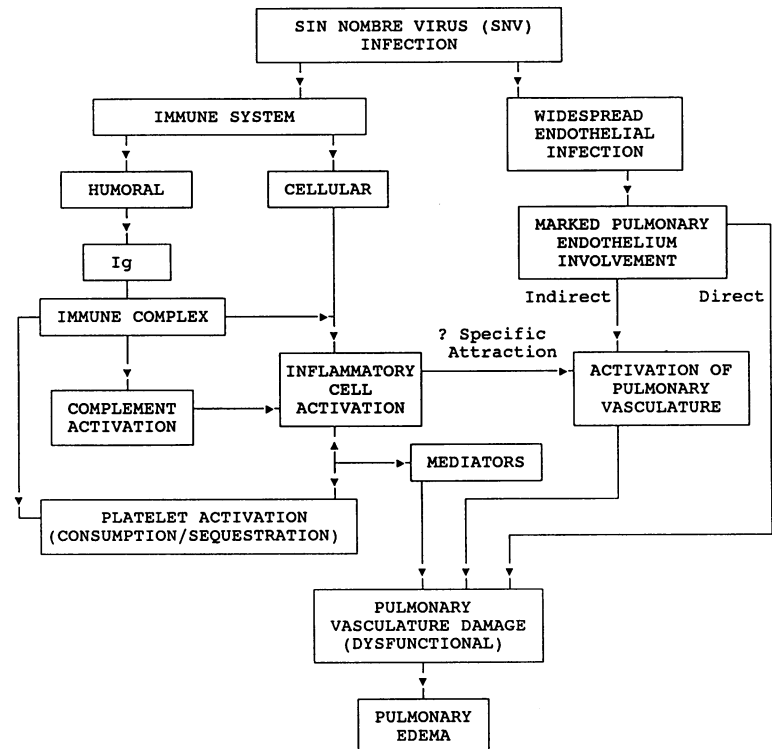 SIN NOMBRE VIRUS (SNV)
INFECTION
IMMUNE SYSTEM
WIDESPREAD
ENDOTHELIAL
INFECTION
HUMORAL
CELLULAR
MARKED PULMONARY
ENDOTHELIUM
INVOLVEMENT
Ig
Indirect
Direct
IMMUNE COMPLEX
? Specific
Attraction
INFLAMMATORY
CELL
ACTIVATION
ACTIVATION OF
PULMONARY
VASCULATURE
COMPLEMENT
ACTIVATION
MEDIATORS
PLATELET ACTIVATION
(CONSUMPTION/SEQUESTRATION)
PULMONARY
VASCULATURE DAMAGE
(DYSFUNCTIONAL)
PULMONARY
EDEMA